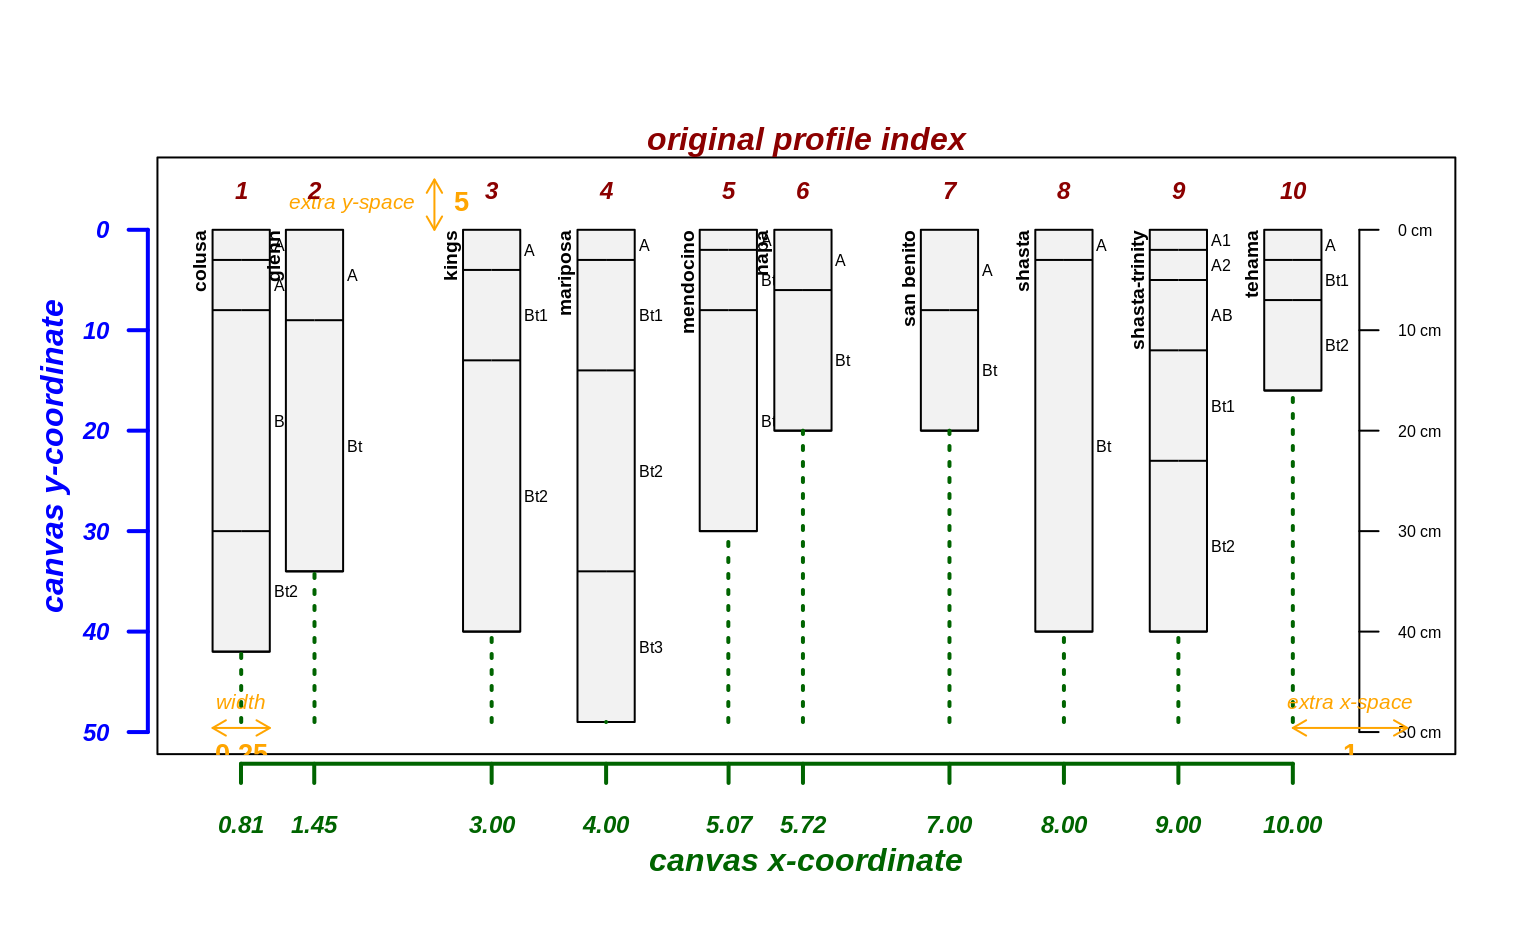 original profile index
1 2 3 4 5 6 7 8 9 10
extra y-space 5
canvas y-coordinate
0
10
20
30
40
50
colusa
A
B
Bt2
glenn
A
Bt
kings
A
Bt1
Bt2
mariposa
A
Bt1
Bt2
Bt3
mendocino
napa
A
Bt
san benito
A
Bt
shasta
A
Bt
shasta-trinity
A1
A2
AB
Bt1
Bt2
tehama
A
Bt1
Bt2
0 cm
10 cm
20 cm
30 cm
40 cm
50 cm
width
0.25
extra x-space
1
0.81 1.45 3.00 4.00 5.07 5.72 7.00 8.00 9.00 10.00
canvas x-coordinate